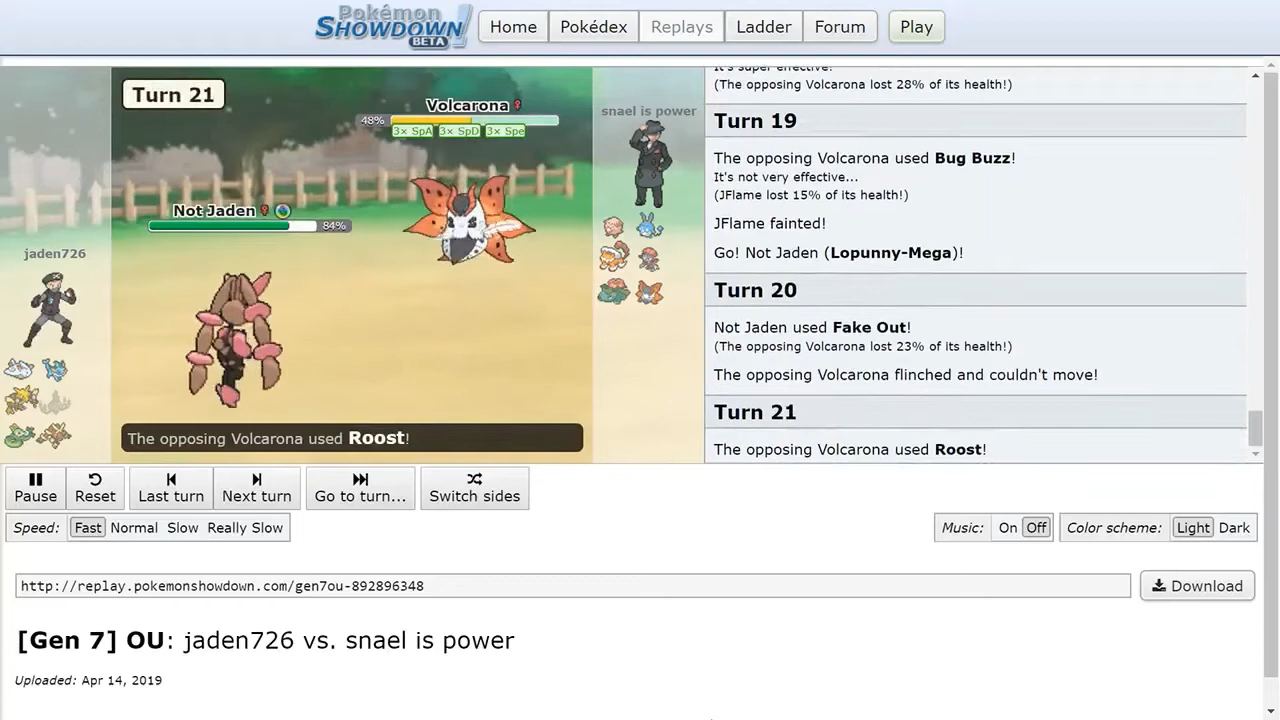 Pokémon
SHOWDOWN!
BETA
Home
Pokédex
Replays
Ladder
Forum
Play
Turn 21
Volcarona
48%
3× SpA
3× SpD
3× Spe
Not Jaden
84%
jaden726
snael is power
The opposing Volcarona used Roost!
It's super effective!
(The opposing Volcarona lost 28% of its health!)
Turn 19
The opposing Volcarona used Bug Buzz!
It's not very effective...
(JFlame lost 15% of its health!)
JFlame fainted!
Go! Not Jaden (Lopunny-Mega)!
Turn 20
Not Jaden used Fake Out!
(The opposing Volcarona lost 23% of its health!)
The opposing Volcarona flinched and couldn't move!
Turn 21
The opposing Volcarona used Roost!
Pause
Reset
Last turn
Next turn
Go to turn...
Switch sides
Speed: Fast Normal Slow Really Slow
Music: On Off
Color scheme: Light Dark
http://replay.pokemonshowdown.com/gen7ou-892896348
Download
[Gen 7] OU: jaden726 vs. snael is power
Uploaded: Apr 14, 2019